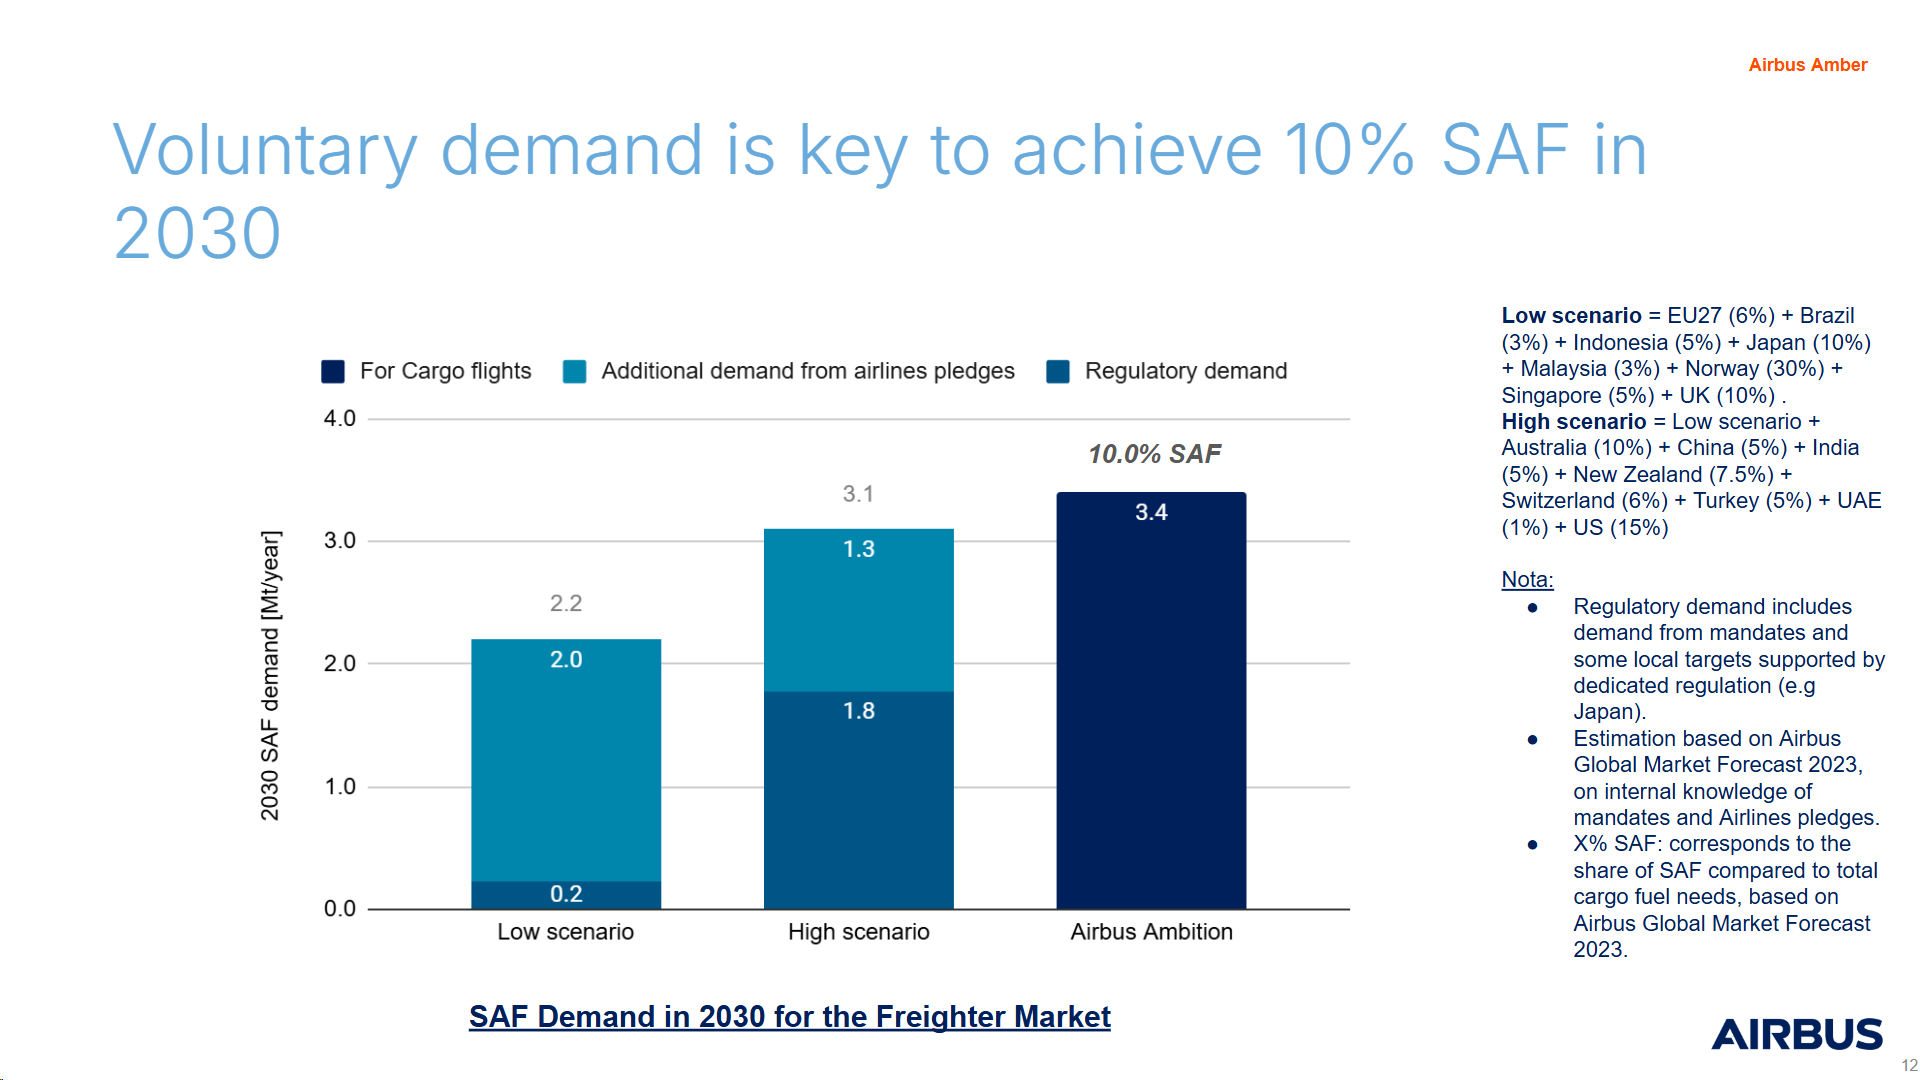 Airbus Amber
Voluntary demand is key to achieve 10% SAF in
2030
For Cargo flights
Additional demand from airlines pledges
Regulatory demand
2030 SAF demand [Mt/year]
4.0
3.0
2.0
1.0
0.0
2.2
2.0
0.2
3.1
1.3
1.8
10.0% SAF
3.4
Low scenario
High scenario
Airbus Ambition
SAF Demand in 2030 for the Freighter Market
Low scenario = EU27 (6%) + Brazil
(3%) + Indonesia (5%) + Japan (10%)
+ Malaysia (3%) + Norway (30%) +
Singapore (5%) + UK (10%) .
High scenario = Low scenario +
Australia (10%) + China (5%) + India
(5%) + New Zealand (7.5%) +
Switzerland (6%) + Turkey (5%) + UAE
(1%) + US (15%)
Nota:
● Regulatory demand includes
demand from mandates and
some local targets supported by
dedicated regulation (e.g
Japan).
● Estimation based on Airbus
Global Market Forecast 2023,
on internal knowledge of
mandates and Airlines pledges.
● X% SAF: corresponds to the
share of SAF compared to total
cargo fuel needs, based on
Airbus Global Market Forecast
2023.
AIRBUS
12